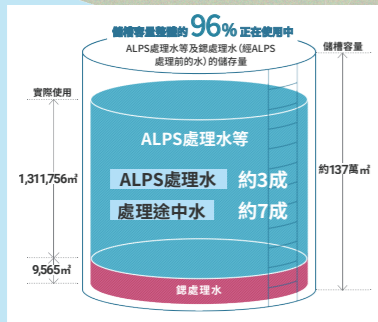 儲槽容量整體的96%正在使用中
ALPS處理水等及鍶處理水（經ALPS
處理前的水）的儲存量
儲槽容量
實際使用
ALPS處理水等
ALPS處理水 約3成
處理途中水 約7成
1,311,756㎥
約137萬㎥
9,565㎥
鍶處理水